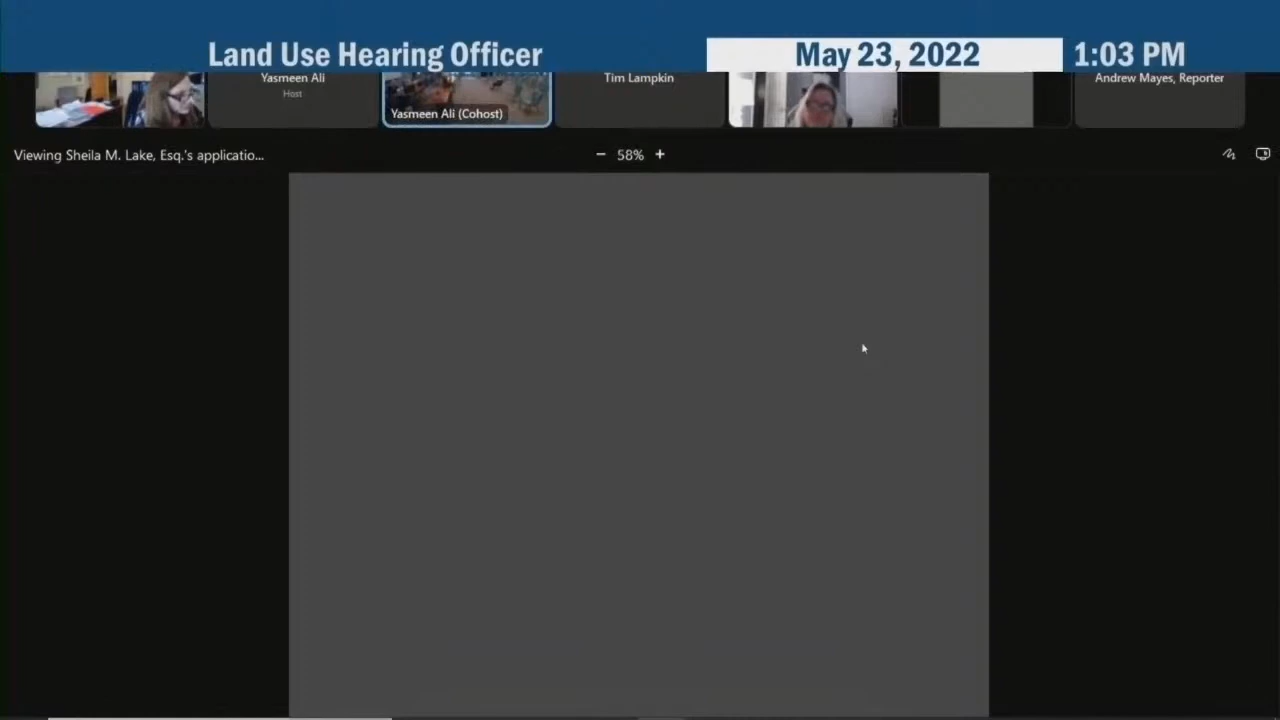 Land Use Hearing Officer
May 23, 2022
1:03 PM
Yasmeen Ali
Host
Yasmeen Ali (Cohost)
Tim Lampkin
Andrew Mayes, Reporter
Viewing Sheila M. Lake, Esq.'s applicatio...
58%